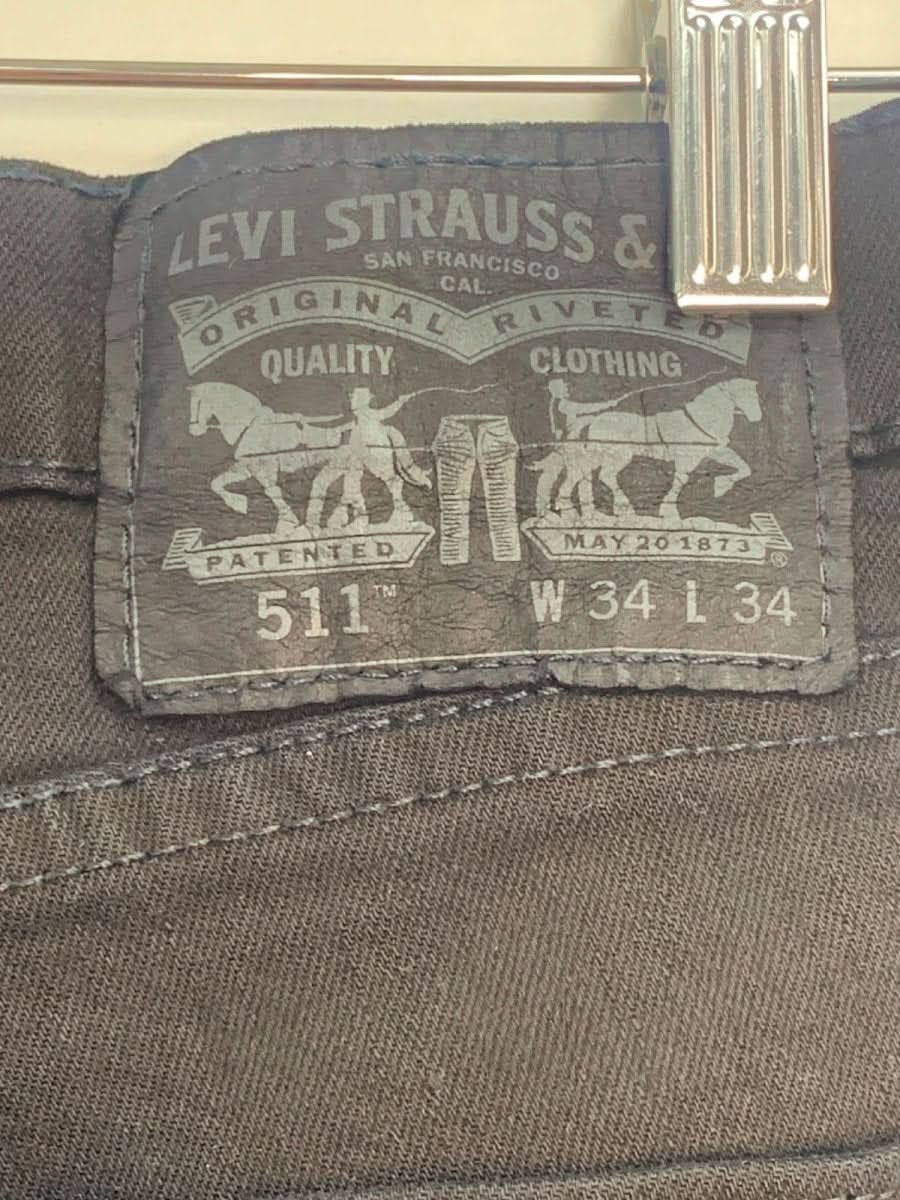 LEVI STRAUSS &
SAN FRANCISCO
CAL.
ORIGINAL RIVETED
QUALITY CLOTHING
PATENTED MAY 20 1873 ®
511™ W 34 L 34